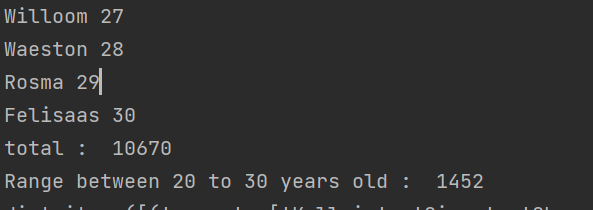 Willoom 27
Waeston 28
Rosma 29
Felisaas 30
total :  10670
Range between 20 to 30 years old :  1452